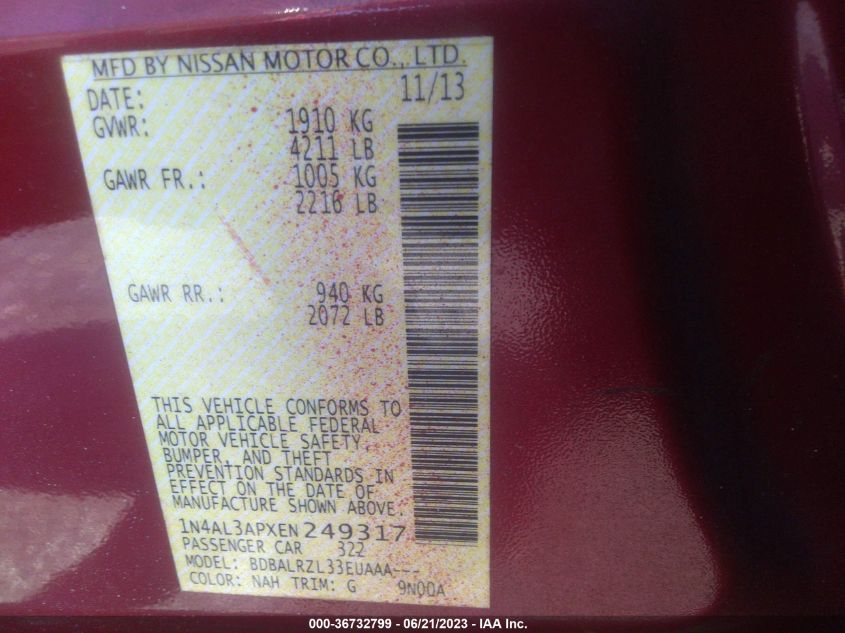 MFD BY NISSAN MOTOR CO., LTD.
DATE: 11/13
GVWR: 1910 KG
4211 LB
GAWR FR.: 1005 KG
2216 LB
GAWR RR.: 940 KG
2072 LB
THIS VEHICLE CONFORMS TO
ALL APPLICABLE FEDERAL
MOTOR VEHICLE SAFETY,
BUMPER, AND THEFT
PREVENTION STANDARDS IN
EFFECT ON THE DATE OF
MANUFACTURE SHOWN ABOVE.
1N4AL3APXEN249317
PASSENGER CAR 322
MODEL: BDBALRZL33EUAAA---
COLOR: NAH TRIM: G 9N00A
000-36732799 - 06/21/2023 - IAA Inc.